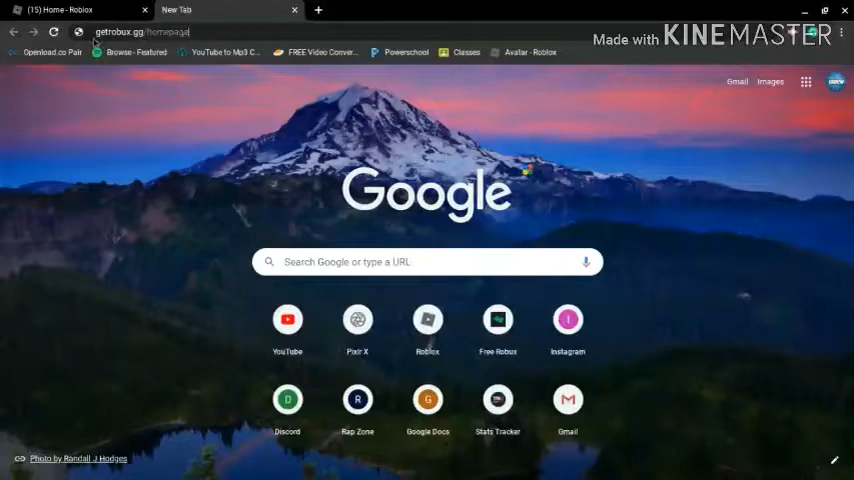 (15) Home - Roblox
New Tab
getrobux.gg/homepage
Made with KINEMASTER
Openload.co Pair
Browse - Featured
YouTube to Mp3 C...
FREE Video Conver...
Powerschool
Classes
Avatar - Roblox
Gmail
Images
Google
Search Google or type a URL
YouTube
Pixlr X
Roblox
Free Robux
Instagram
Discord
Rap Zone
Google Docs
Stats Tracker
Gmail
Photo by Randall J Hodges